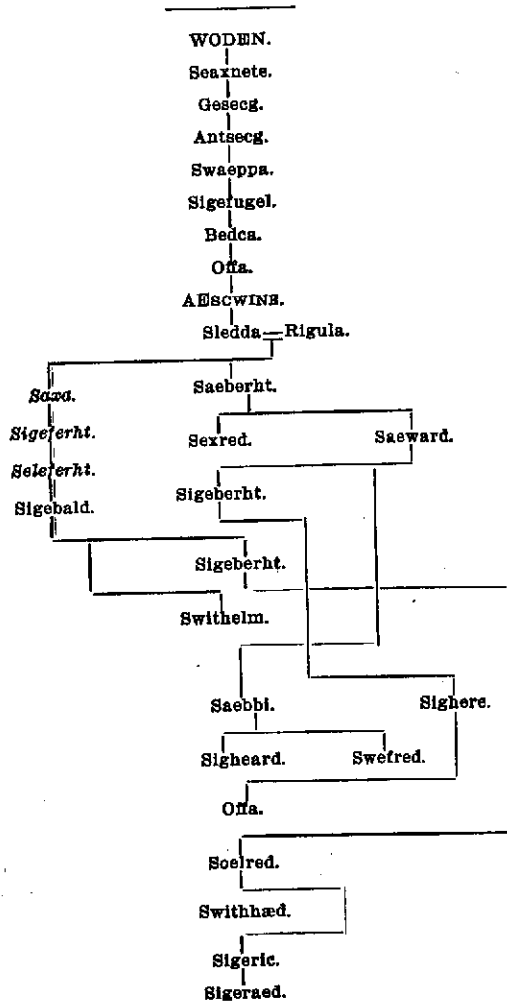 WODEN.
Seaxnete.
Gesecg.
Antsecg.
Swaeppa.
Sigefugel.
Bedca.
Offa.
AESCWINE.
Sledda = Rigula.
Saxa.
Saeberht.
Sigeferht.
Sexred.
Saeward.
Seleferht.
Sigebald.
Sigeberht.
Sigeberht.
Swithelm.
Saebbi.
Sighere.
Sigheard.
Swefred.
Offa.
Soelred.
Swithhæd.
Sigeric.
Sigeraed.